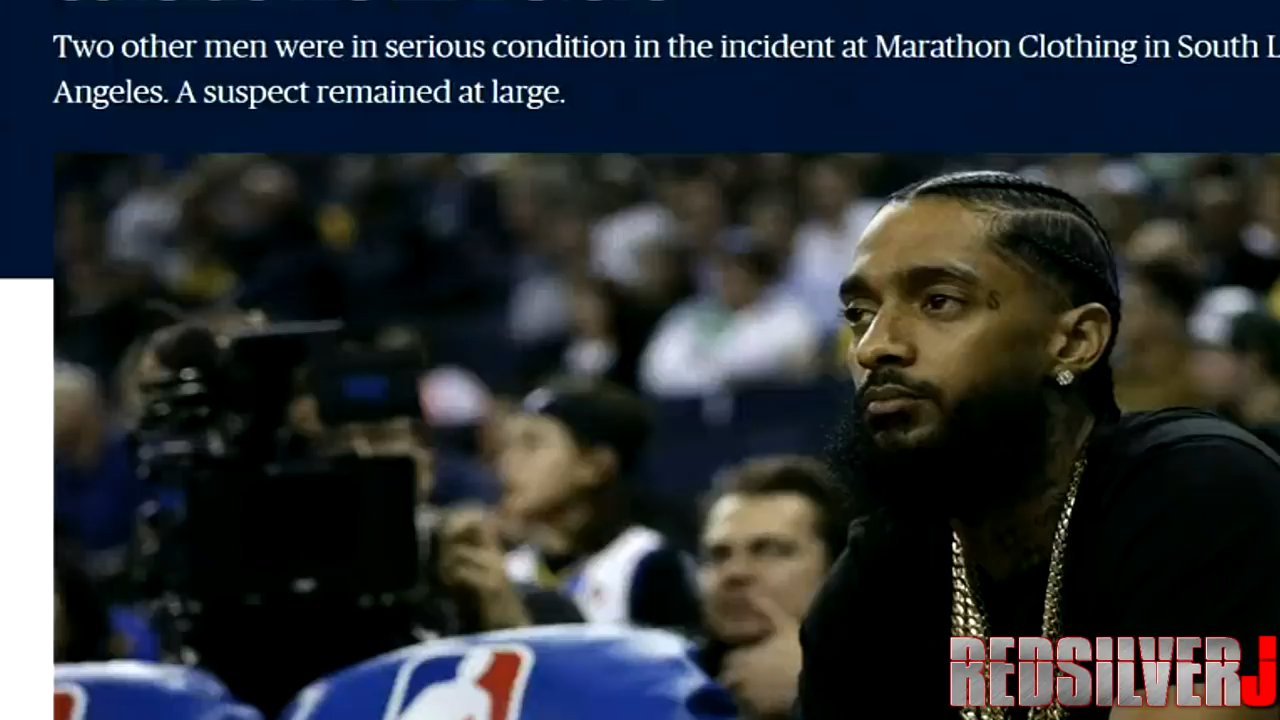 Two other men were in serious condition in the incident at Marathon Clothing in South L
Angeles. A suspect remained at large.
REDSILVERJ